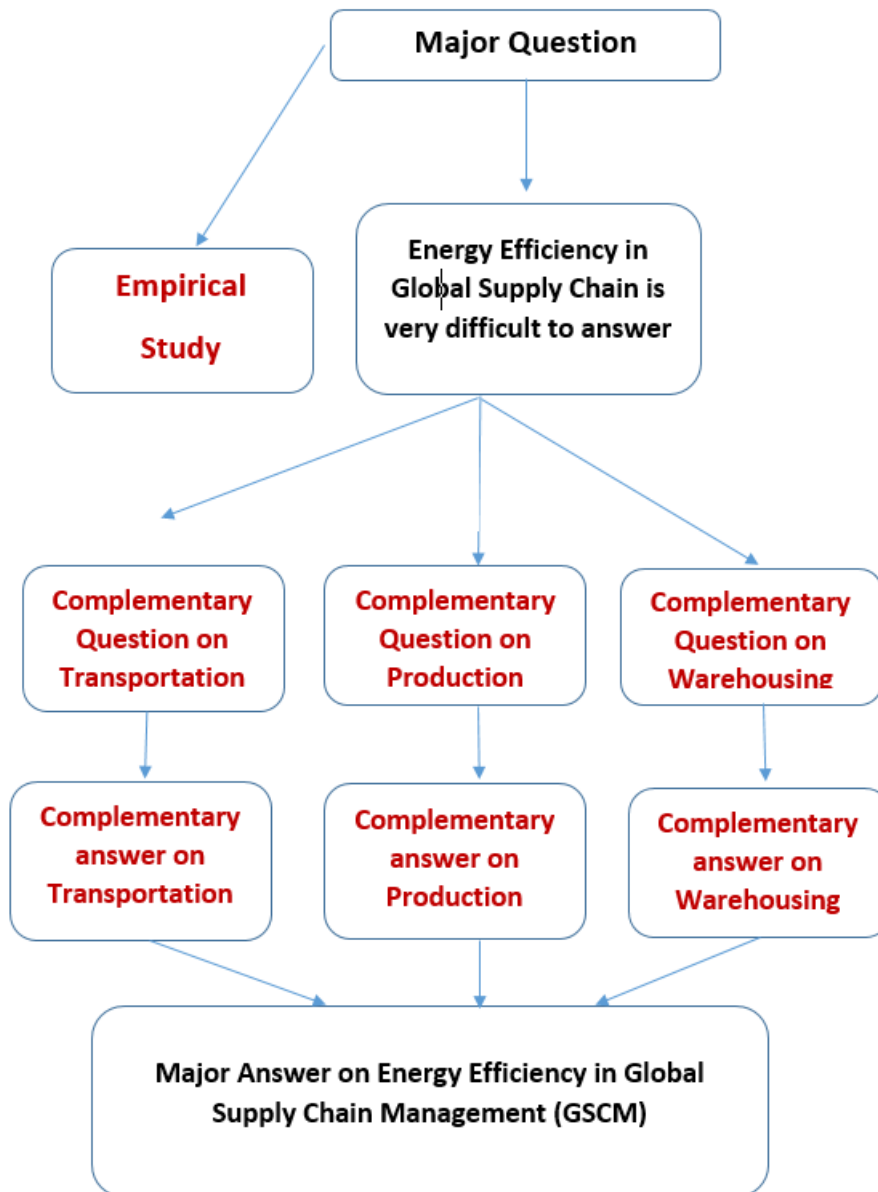 Major Question
Empirical
Study
Energy Efficiency in
Global Supply Chain is
very difficult to answer
Complementary
Question on
Transportation
Complementary
Question on
Production
Complementary
Question on
Warehousing
Complementary
answer on
Transportation
Complementary
answer on
Production
Complementary
answer on
Warehousing
Major Answer on Energy Efficiency in Global
Supply Chain Management (GSCM)